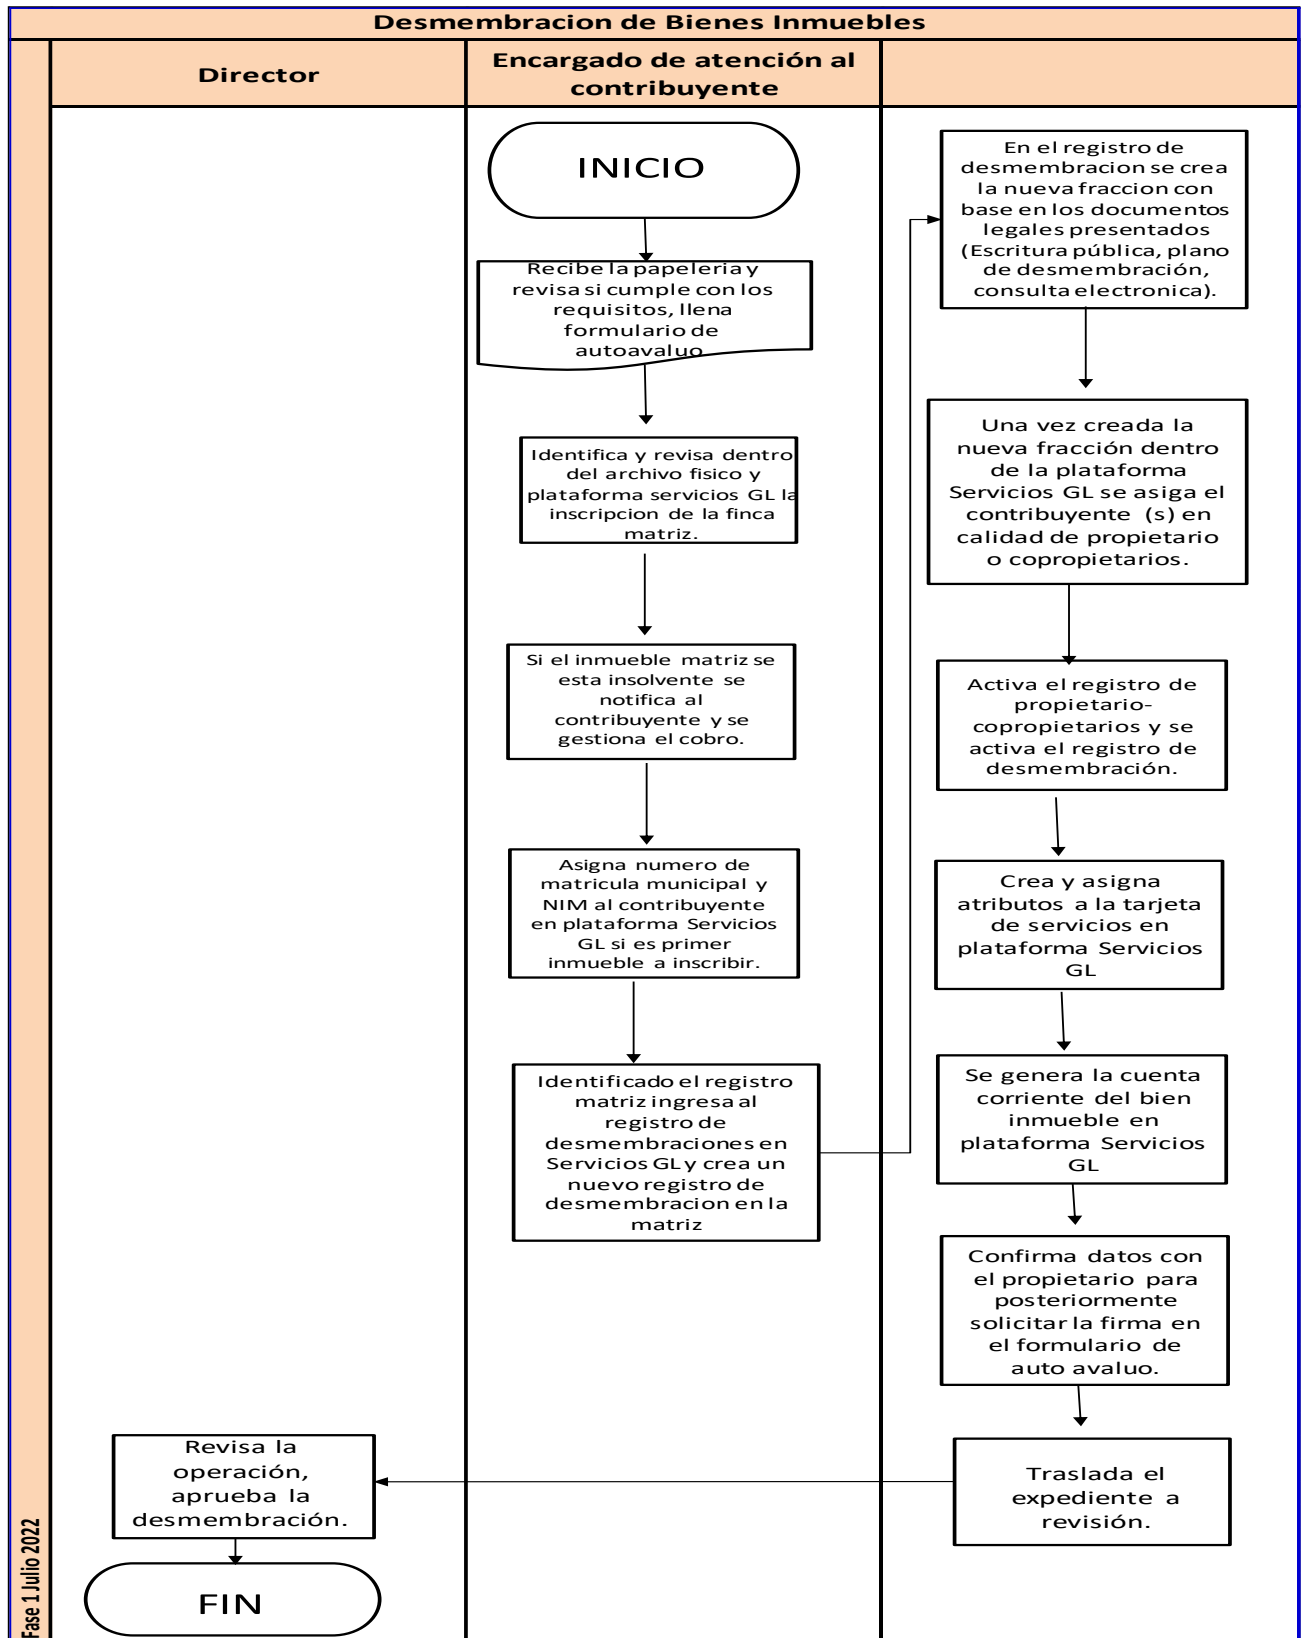 Desmembracion de Bienes Inmuebles
Director
Encargado de atención al
contribuyente
INICIO
Recibe la papeleria y
revisa si cumple con los
requisitos, llena
formulario de
autoavaluo
Identifica y revisa dentro
del archivo fisico y
plataforma servicios GL la
inscripcion de la finca
matriz.
Si el inmueble matriz se
esta insolvente se
notifica al
contribuyente y se
gestiona el cobro.
Asigna numero de
matricula municipal y
NIM al contribuyente
en plataforma Servicios
GL si es primer
inmueble a inscribir.
Identificado el registro
matriz ingresa al
registro de
desmembraciones en
Servicios GL y crea un
nuevo registro de
desmembracion en la
matriz
En el registro de
desmembracion se crea
la nueva fraccion con
base en los documentos
legales presentados
(Escritura pública, plano
de desmembración,
consulta electronica).
Una vez creada la
nueva fracción dentro
de la plataforma
Servicios GL se asiga el
contribuyente (s) en
calidad de propietario
o copropietarios.
Activa el registro de
propietario-
copropietarios y se
activa el registro de
desmembración.
Crea y asigna
atributos a la tarjeta
de servicios en
plataforma Servicios
GL
Se genera la cuenta
corriente del bien
inmueble en
plataforma Servicios
GL
Confirma datos con
el propietario para
posteriormente
solicitar la firma en
el formulario de
auto avaluo.
Traslada el
expediente a
revisión.
Revisa la
operación,
aprueba la
desmembración.
FIN
Fase 1 Julio 2022